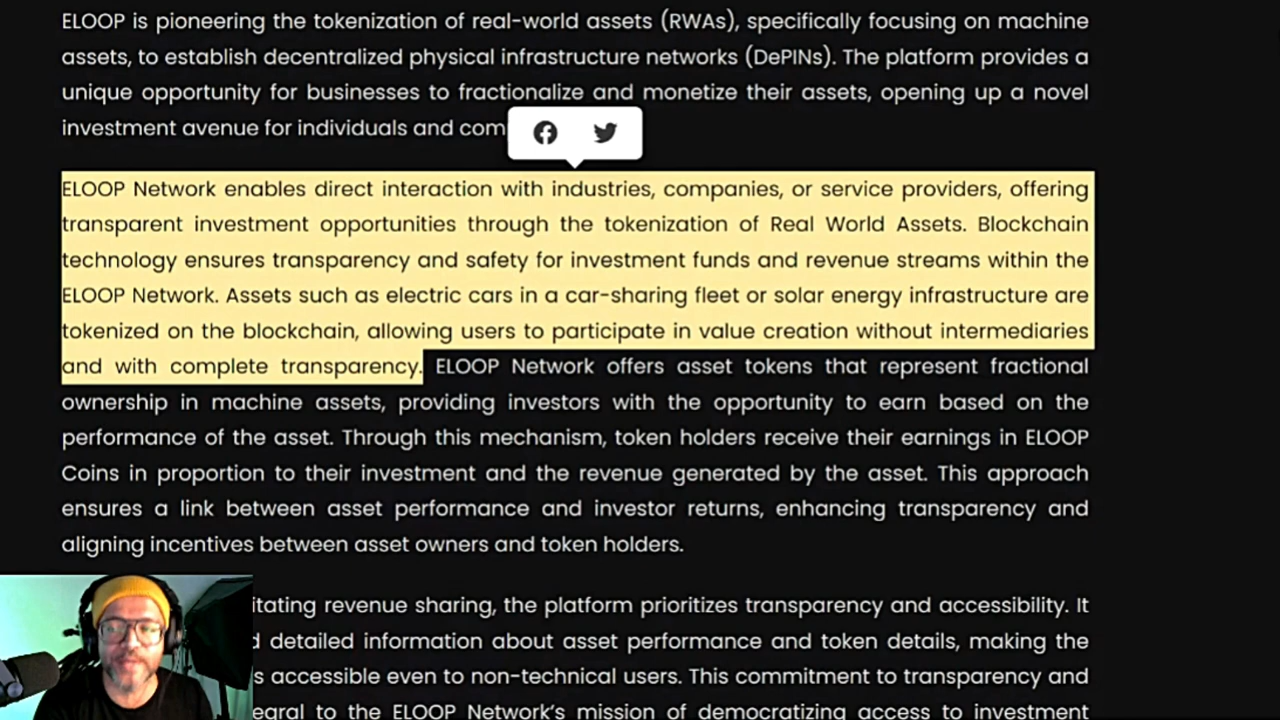 ELOOP is pioneering the tokenization of real-world assets (RWAs), specifically focusing on machine
assets, to establish decentralized physical infrastructure networks (DePINs). The platform provides a
unique opportunity for businesses to fractionalize and monetize their assets, opening up a novel
investment avenue for individuals and com
ELOOP Network enables direct interaction with industries, companies, or service providers, offering
transparent investment opportunities through the tokenization of Real World Assets. Blockchain
technology ensures transparency and safety for investment funds and revenue streams within the
ELOOP Network. Assets such as electric cars in a car-sharing fleet or solar energy infrastructure are
tokenized on the blockchain, allowing users to participate in value creation without intermediaries
and with complete transparency. ELOOP Network offers asset tokens that represent fractional
ownership in machine assets, providing investors with the opportunity to earn based on the
performance of the asset. Through this mechanism, token holders receive their earnings in ELOOP
Coins in proportion to their investment and the revenue generated by the asset. This approach
ensures a link between asset performance and investor returns, enhancing transparency and
aligning incentives between asset owners and token holders.
itating revenue sharing, the platform prioritizes transparency and accessibility. It
d detailed information about asset performance and token details, making the
s accessible even to non-technical users. This commitment to transparency and
egral to the ELOOP Network's mission of democratizing access to investment